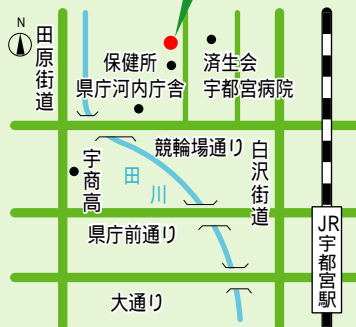 N
田原街道
保健所
県庁河内庁舎
済生会
宇都宮病院
競輪場通り
宇商高
田川
白沢街道
県庁前通り
JR宇都宮駅
大通り